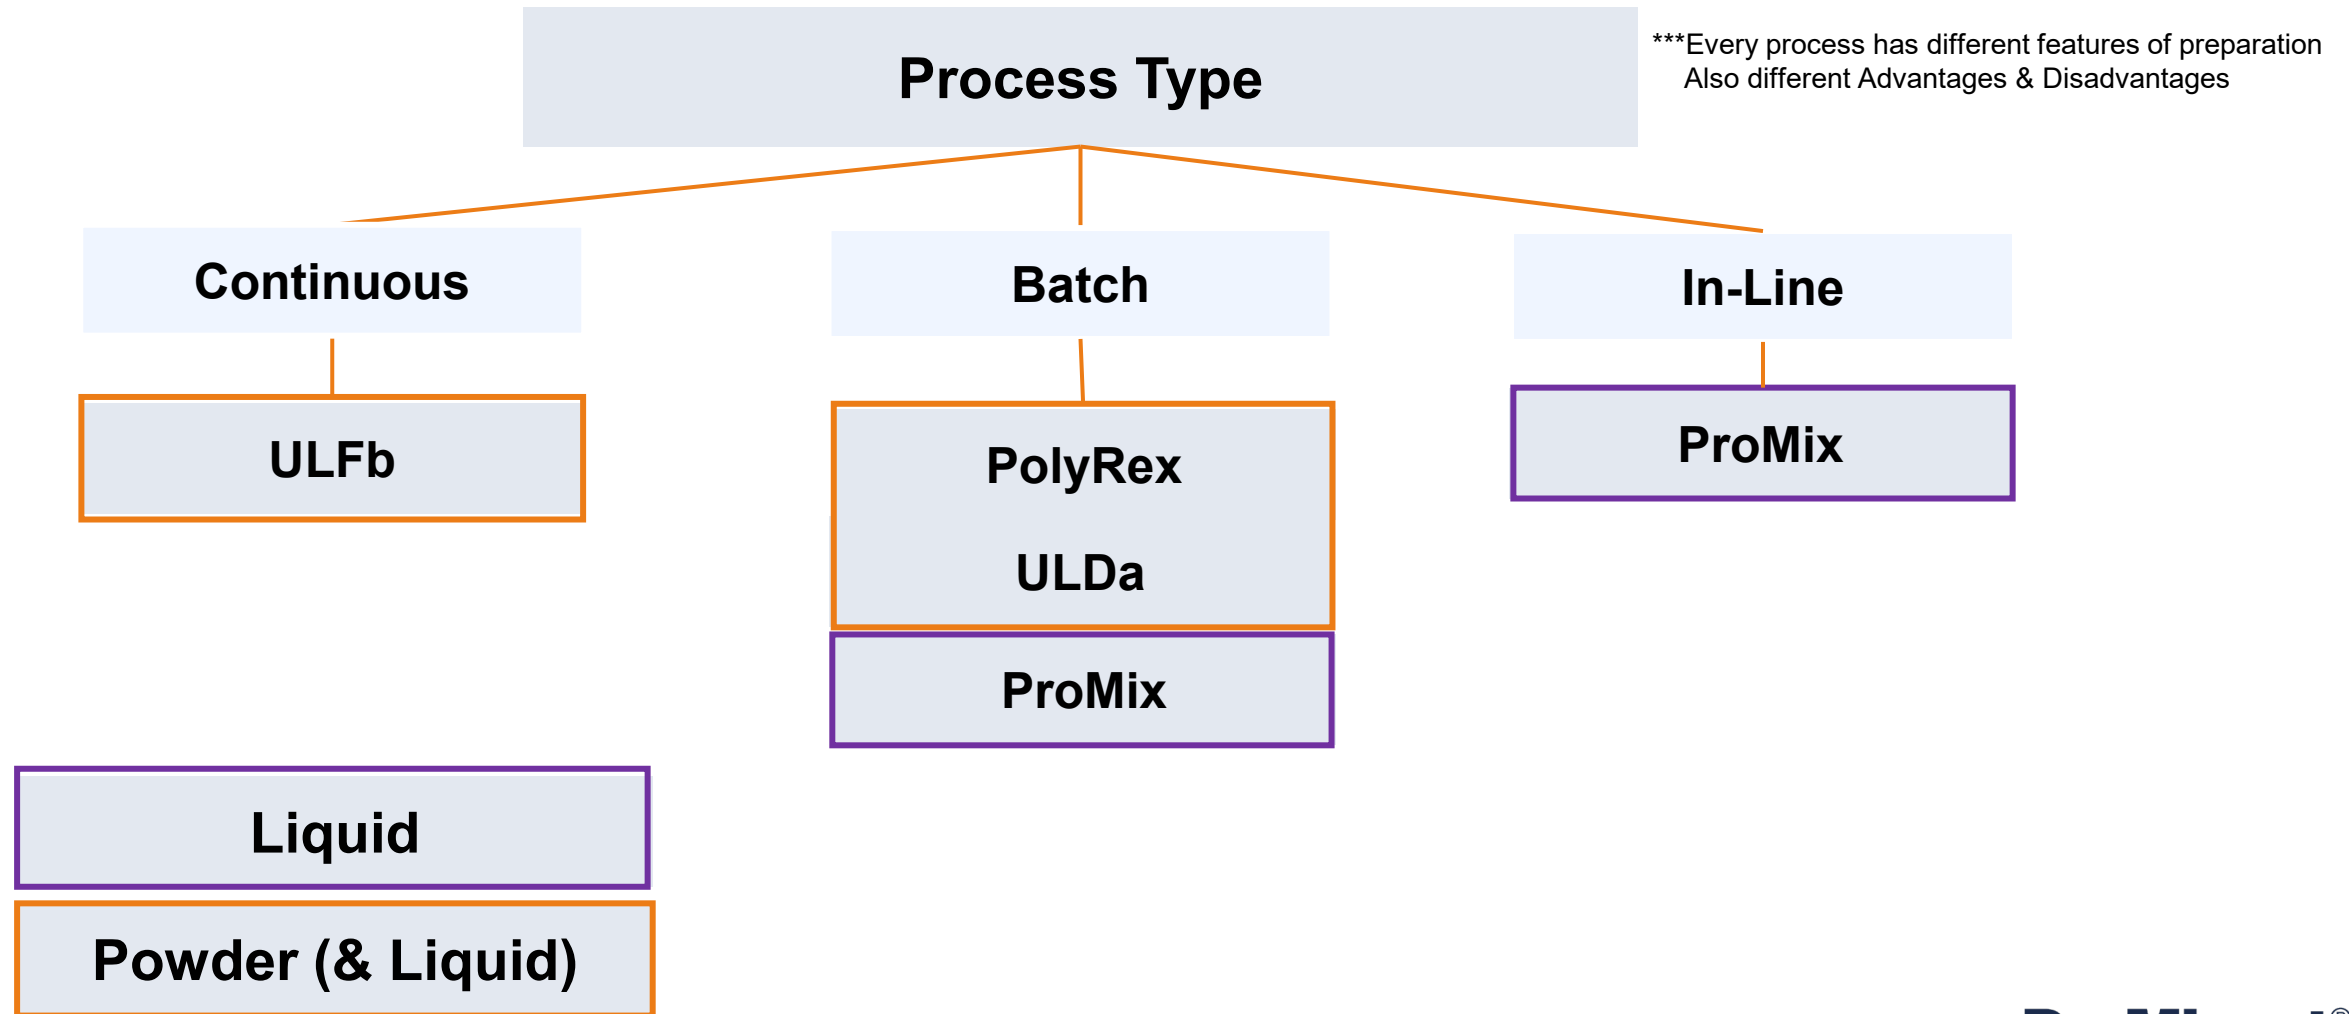 Process Type
***Every process has different features of preparation
Also different Advantages & Disadvantages
Continuous
Batch
In-Line
ULFb
PolyRex
ULDa
ProMix
ProMix
Liquid
Powder (& Liquid)